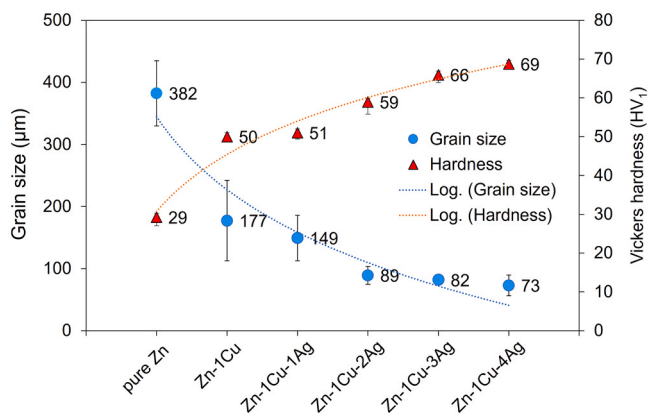 500
400
300
200
100
0
Grain size (µm)
80
70
60
50
40
30
20
10
0
Vickers hardness (HV₁)
382
177
149
89
82
73
29
50
51
59
66
69
Grain size
Hardness
Log. (Grain size)
Log. (Hardness)
pure Zn
Zn-1Cu
Zn-1Cu-1Ag
Zn-1Cu-2Ag
Zn-1Cu-3Ag
Zn-1Cu-4Ag